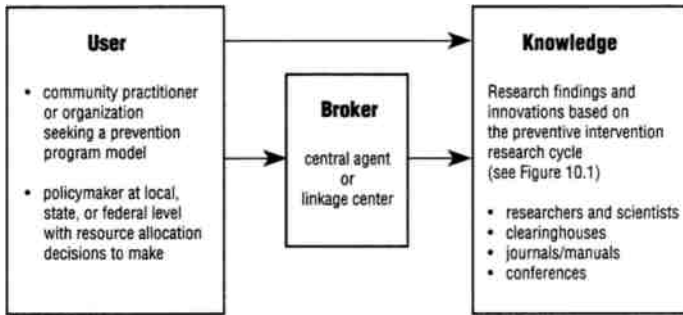 User
• community practitioner
or organization
seeking a prevention
program model
• policymaker at local,
state, or federal level
with resource allocation
decisions to make
Broker
central agent
or
linkage center
Knowledge
Research findings and
innovations based on
the preventive intervention
research cycle
(see Figure 10.1)
• researchers and scientists
• clearinghouses
• journals/manuals
• conferences